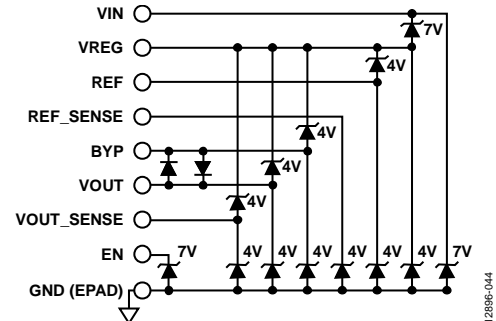 VIN
7V
VREG
4V
REF
REF_SENSE
4V
BYP
4V
VOUT
4V
VOUT_SENSE
EN
7V 4V 4V 4V 4V 4V 4V 7V
GND (EPAD)
12896-044